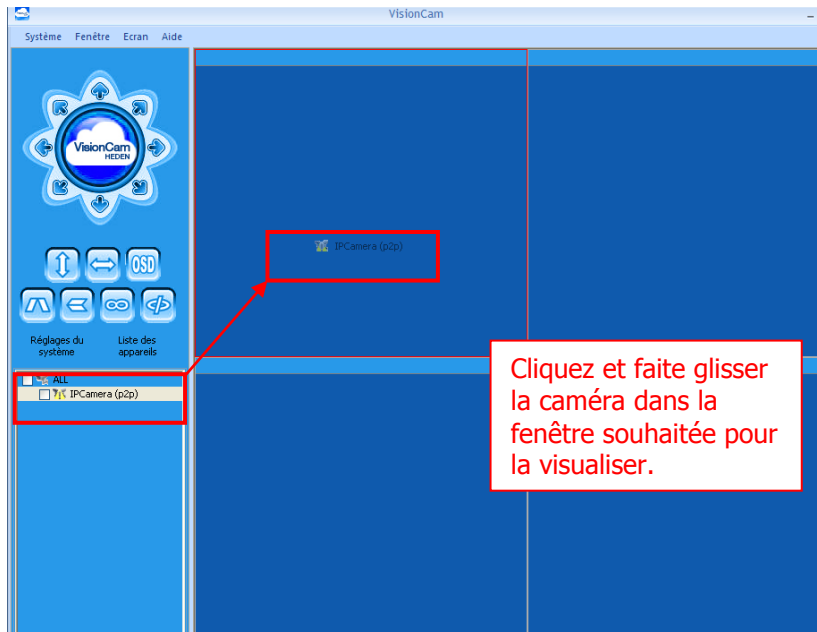 VisionCam
Système Fenêtre Ecran Aide
VisionCam
HEDEN
OSD
Réglages du
système
Liste des
appareils
ALL
IPCamera (p2p)
IPCamera (p2p)
Cliquez et faite glisser
la caméra dans la
fenêtre souhaitée pour
la visualiser.